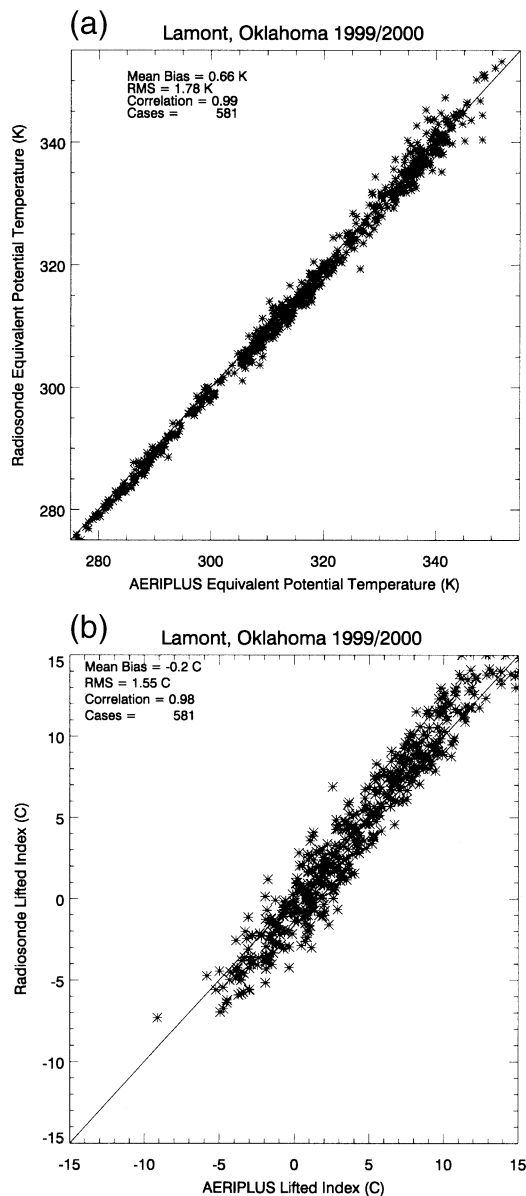 (a)
Lamont, Oklahoma 1999/2000
Mean Bias = 0.66 K
RMS = 1.78 K
Correlation = 0.99
Cases = 581
Radiosonde Equivalent Potential Temperature (K)
340
320
300
280
280 300 320 340
AERIPLUS Equivalent Potential Temperature (K)
(b)
Lamont, Oklahoma 1999/2000
Mean Bias = -0.2 C
RMS = 1.55 C
Correlation = 0.98
Cases = 581
Radiosonde Lifted Index (C)
15
10
5
0
-5
-10
-15
-15 -10 -5 0 5 10 15
AERIPLUS Lifted Index (C)